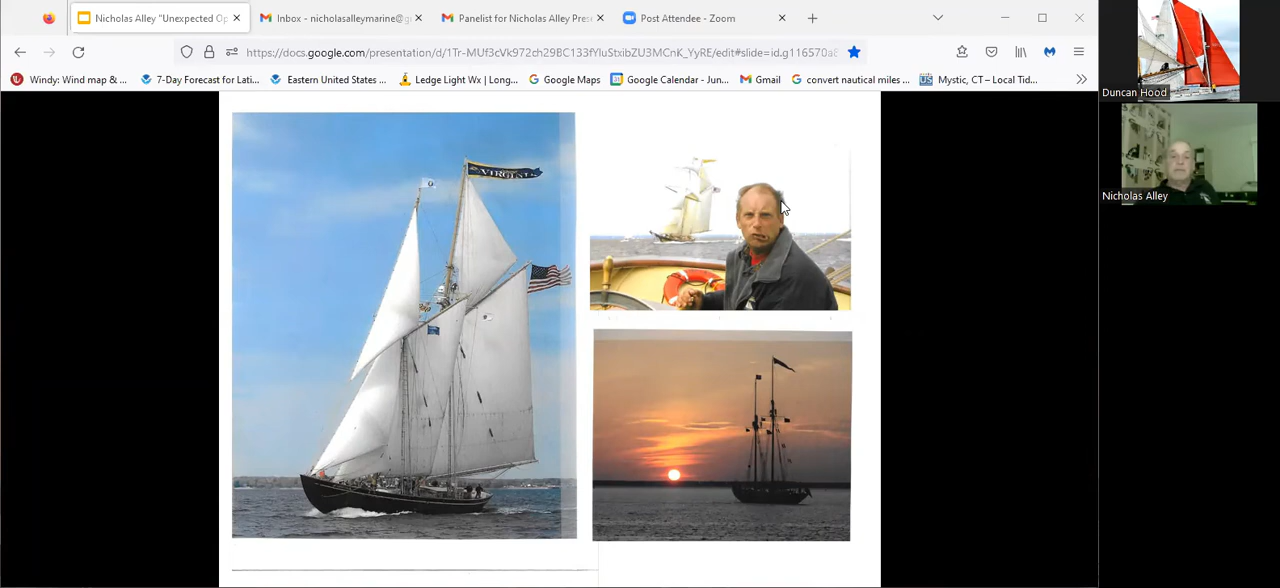 Nicholas Alley "Unexpected Op
Inbox - nicholasalleymarine@g
Panelist for Nicholas Alley Pres
Post Attendee - Zoom
https://docs.google.com/presentation/d/1Tr-MUf3cVk972ch29BC133fYluStxibZU3MCnK_YyRE/edit#slide=id.g116570a8
Windy: Wind map & ...
7-Day Forecast for Lati...
Eastern United States ...
Ledge Light Wx | Long...
Google Maps
Google Calendar - Jun...
Gmail
convert nautical miles ...
Mystic, CT – Local Tid...
Duncan Hood
Nicholas Alley
VIRGINIA